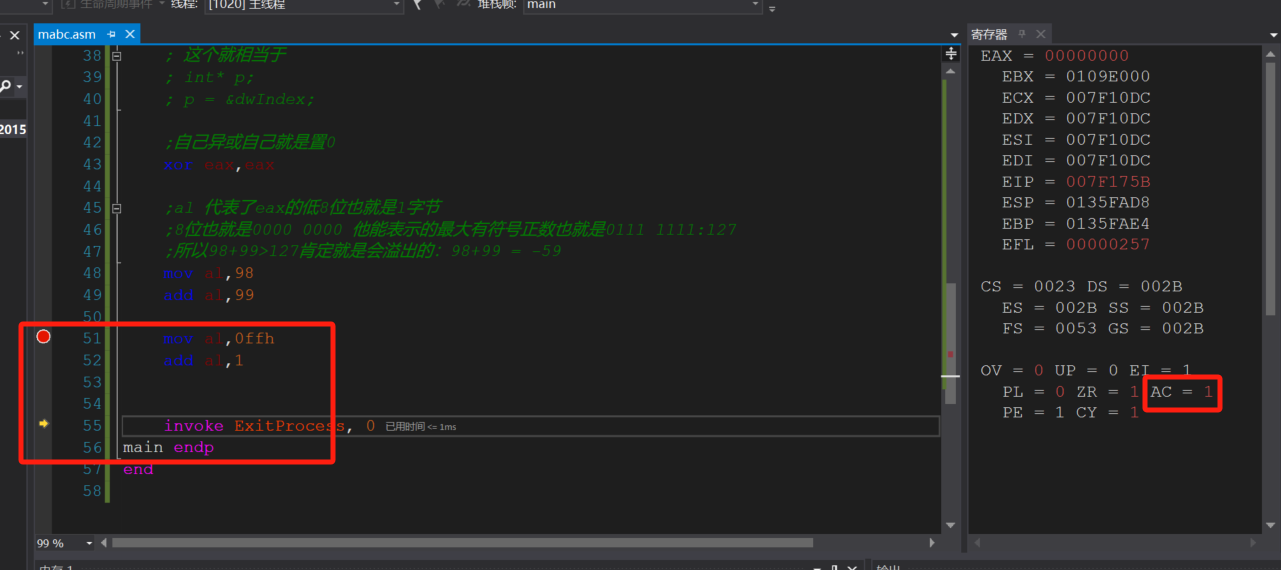 生命周期事件 线程: [1020] 主线程 堆栈帧: main
mabc.asm
2015
38 ; 这个就相当于
39 ; int* p;
40 ; p = &dwIndex;
41
42 ;自己异或自己就是置0
43 xor eax,eax
44
45 ;al 代表了eax的低8位也就是1字节
46 ;8位也就是0000 0000 他能表示的最大有符号正数也就是0111 1111:127
47 ;所以98+99>127肯定就是会溢出的: 98+99 = -59
48 mov al,98
49 add al,99
50
51 mov al,0ffh
52 add al,1
53
54
55 invoke ExitProcess, 0 已用时间 <= 1ms
56 main endp
57 end
58
99 %
寄存器
EAX = 00000000
EBX = 0109E000
ECX = 007F10DC
EDX = 007F10DC
ESI = 007F10DC
EDI = 007F10DC
EIP = 007F175B
ESP = 0135FAD8
EBP = 0135FAE4
EFL = 00000257
CS = 0023 DS = 002B
ES = 002B SS = 002B
FS = 0053 GS = 002B
OV = 0 UP = 0 EI = 1
PL = 0 ZR = 1 AC = 1
PE = 1 CY = 1
内存 1
输出